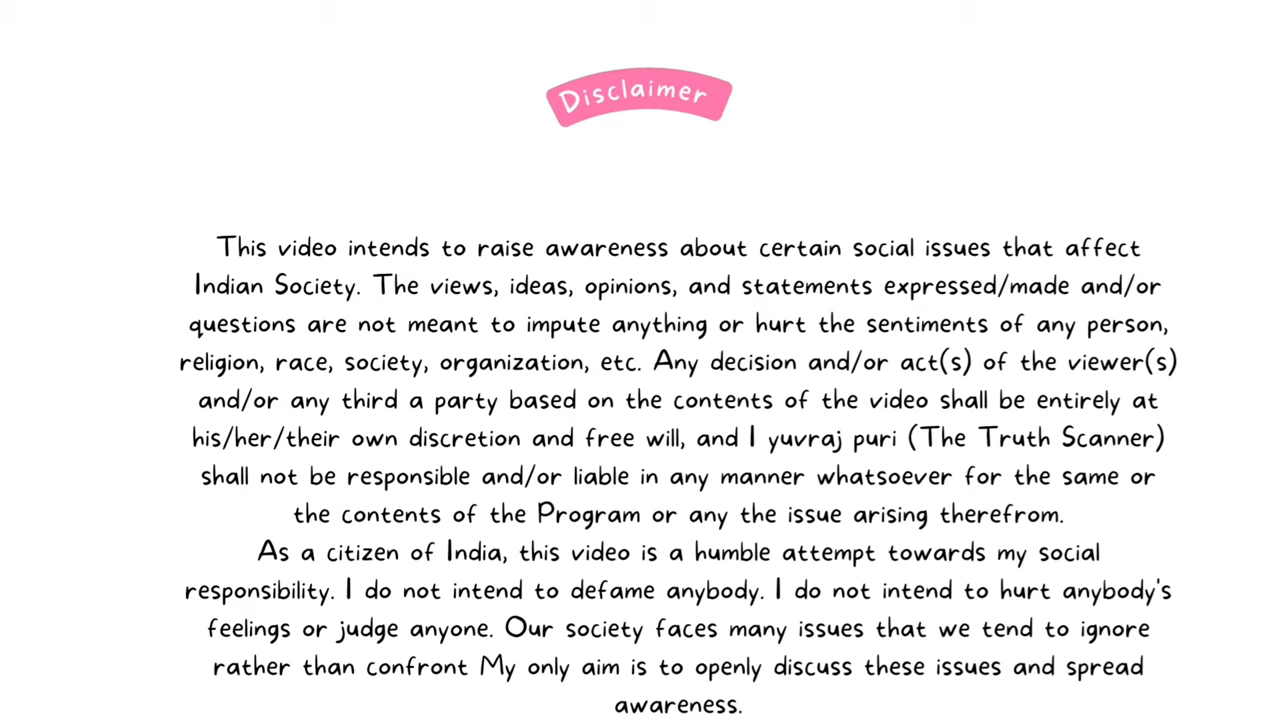 Disclaimer
This video intends to raise awareness about certain social issues that affect
Indian Society. The views, ideas, opinions, and statements expressed/made and/or
questions are not meant to impute anything or hurt the sentiments of any person,
religion, race, society, organization, etc. Any decision and/or act(s) of the viewer(s)
and/or any third a party based on the contents of the video shall be entirely at
his/her/their own discretion and free will, and I yuvraj puri (The Truth Scanner)
shall not be responsible and/or liable in any manner whatsoever for the same or
the contents of the Program or any the issue arising therefrom.
As a citizen of India, this video is a humble attempt towards my social
responsibility. I do not intend to defame anybody. I do not intend to hurt anybody's
feelings or judge anyone. Our society faces many issues that we tend to ignore
rather than confront My only aim is to openly discuss these issues and spread
awareness.